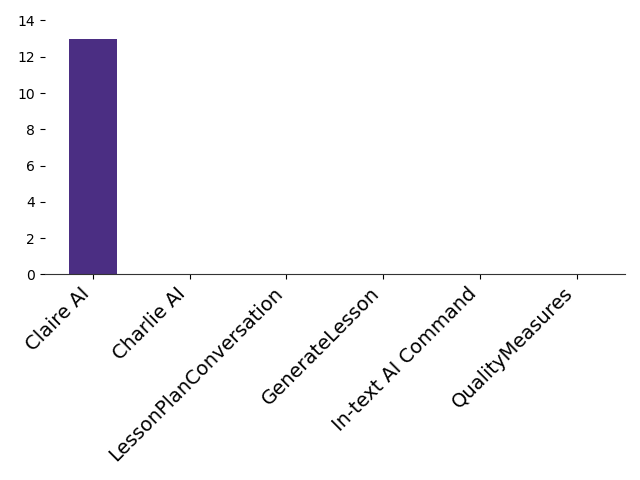 14
12
10
8
6
4
2
0
Claire AI
Charlie AI
LessonPlanConversation
GenerateLesson
In-text AI Command
QualityMeasures